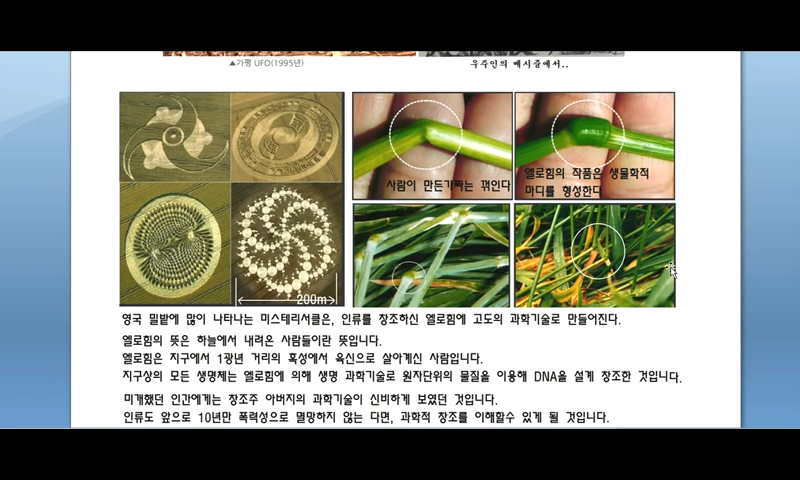 ▲가평 UFO(1995년)
우주인의 메시즐에서..
사람이 만든가짜는 꺾인다
엘로힘의 작품은 생물학적
마디를 형성한다
200m
영국 밀밭에 많이 나타나는 미스테리서클은, 인류를 창조하신 엘로힘에 고도의 과학기술로 만들어진다.
엘로힘의 뜻은 하늘에서 내려온 사람들이란 뜻입니다.
엘로힘은 지구에서 1광년 거리의 혹성에서 육신으로 살아계신 사람입니다.
지구상의 모든 생명체는 엘로힘에 의해 생명 과학기술로 원자단위의 물질을 이용해 DNA을 설계 창조한 것입니다.
미개했던 인간에게는 창조주 아버지의 과학기술이 신비하게 보였던 것입니다.
인류도 앞으로 10년만 폭력성으로 멸망하지 않는 다면, 과학적 창조를 이해할수 있게 될 것입니다.